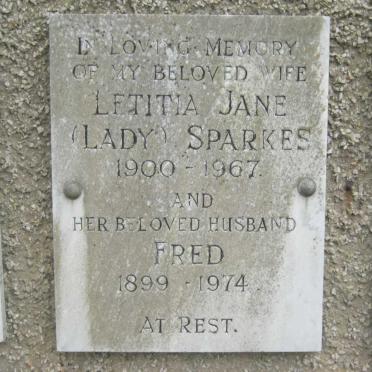 IN LOVING MEMORY
OF MY BELOVED WIFE
LETITIA JANE
(LADY) SPARKES
1900 - 1967.
AND
HER BELOVED HUSBAND
FRED
1899 - 1974.
AT REST.